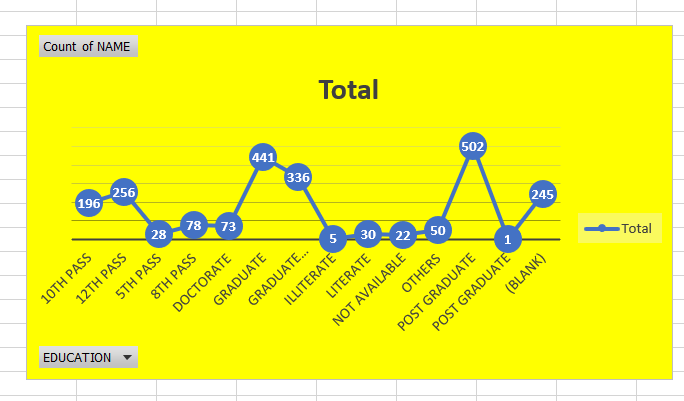 Count of NAME
Total
196
256
28
78
73
441
336
5
30
22
50
502
1
245
Total
10TH PASS
12TH PASS
5TH PASS
8TH PASS
DOCTORATE
GRADUATE
GRADUATE...
ILLITERATE
LITERATE
NOT AVAILABLE
OTHERS
POST GRADUATE
POST GRADUATE
(BLANK)
EDUCATION